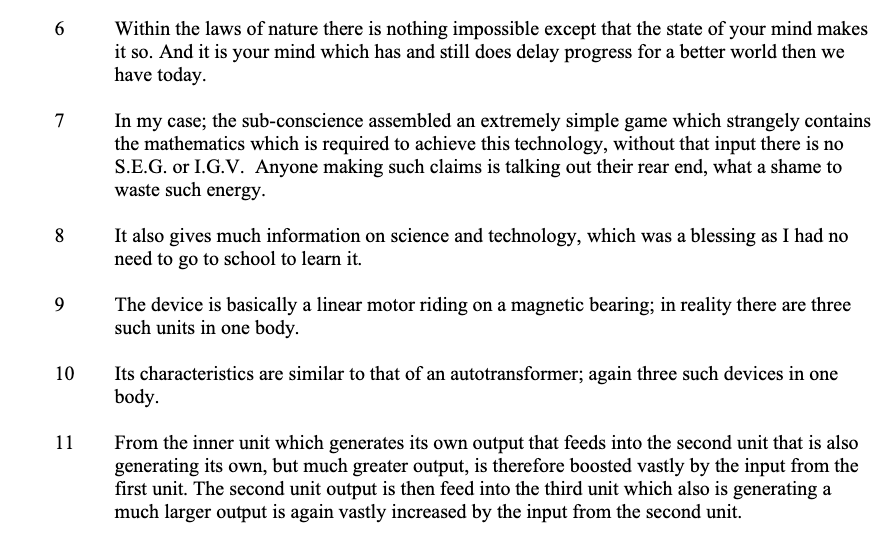 6 Within the laws of nature there is nothing impossible except that the state of your mind makes
it so. And it is your mind which has and still does delay progress for a better world then we
have today.
7 In my case; the sub-conscience assembled an extremely simple game which strangely contains
the mathematics which is required to achieve this technology, without that input there is no
S.E.G. or I.G.V.  Anyone making such claims is talking out their rear end, what a shame to
waste such energy.
8 It also gives much information on science and technology, which was a blessing as I had no
need to go to school to learn it.
9 The device is basically a linear motor riding on a magnetic bearing; in reality there are three
such units in one body.
10 Its characteristics are similar to that of an autotransformer; again three such devices in one
body.
11 From the inner unit which generates its own output that feeds into the second unit that is also
generating its own, but much greater output, is therefore boosted vastly by the input from the
first unit. The second unit output is then feed into the third unit which also is generating a
much larger output is again vastly increased by the input from the second unit.